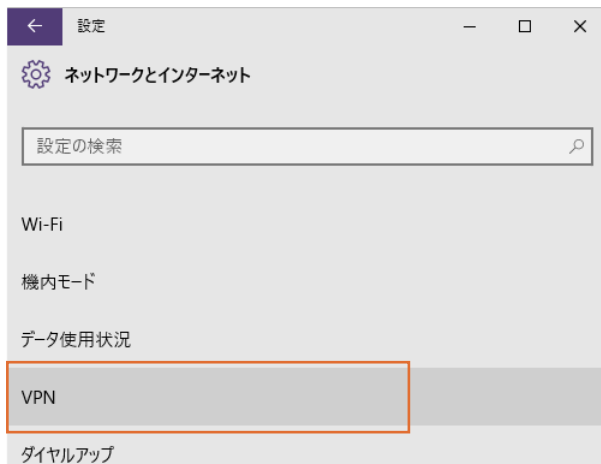 設定
ネットワークとインターネット
設定の検索
Wi-Fi
機内モード
データ使用状況
VPN
ダイヤルアップ